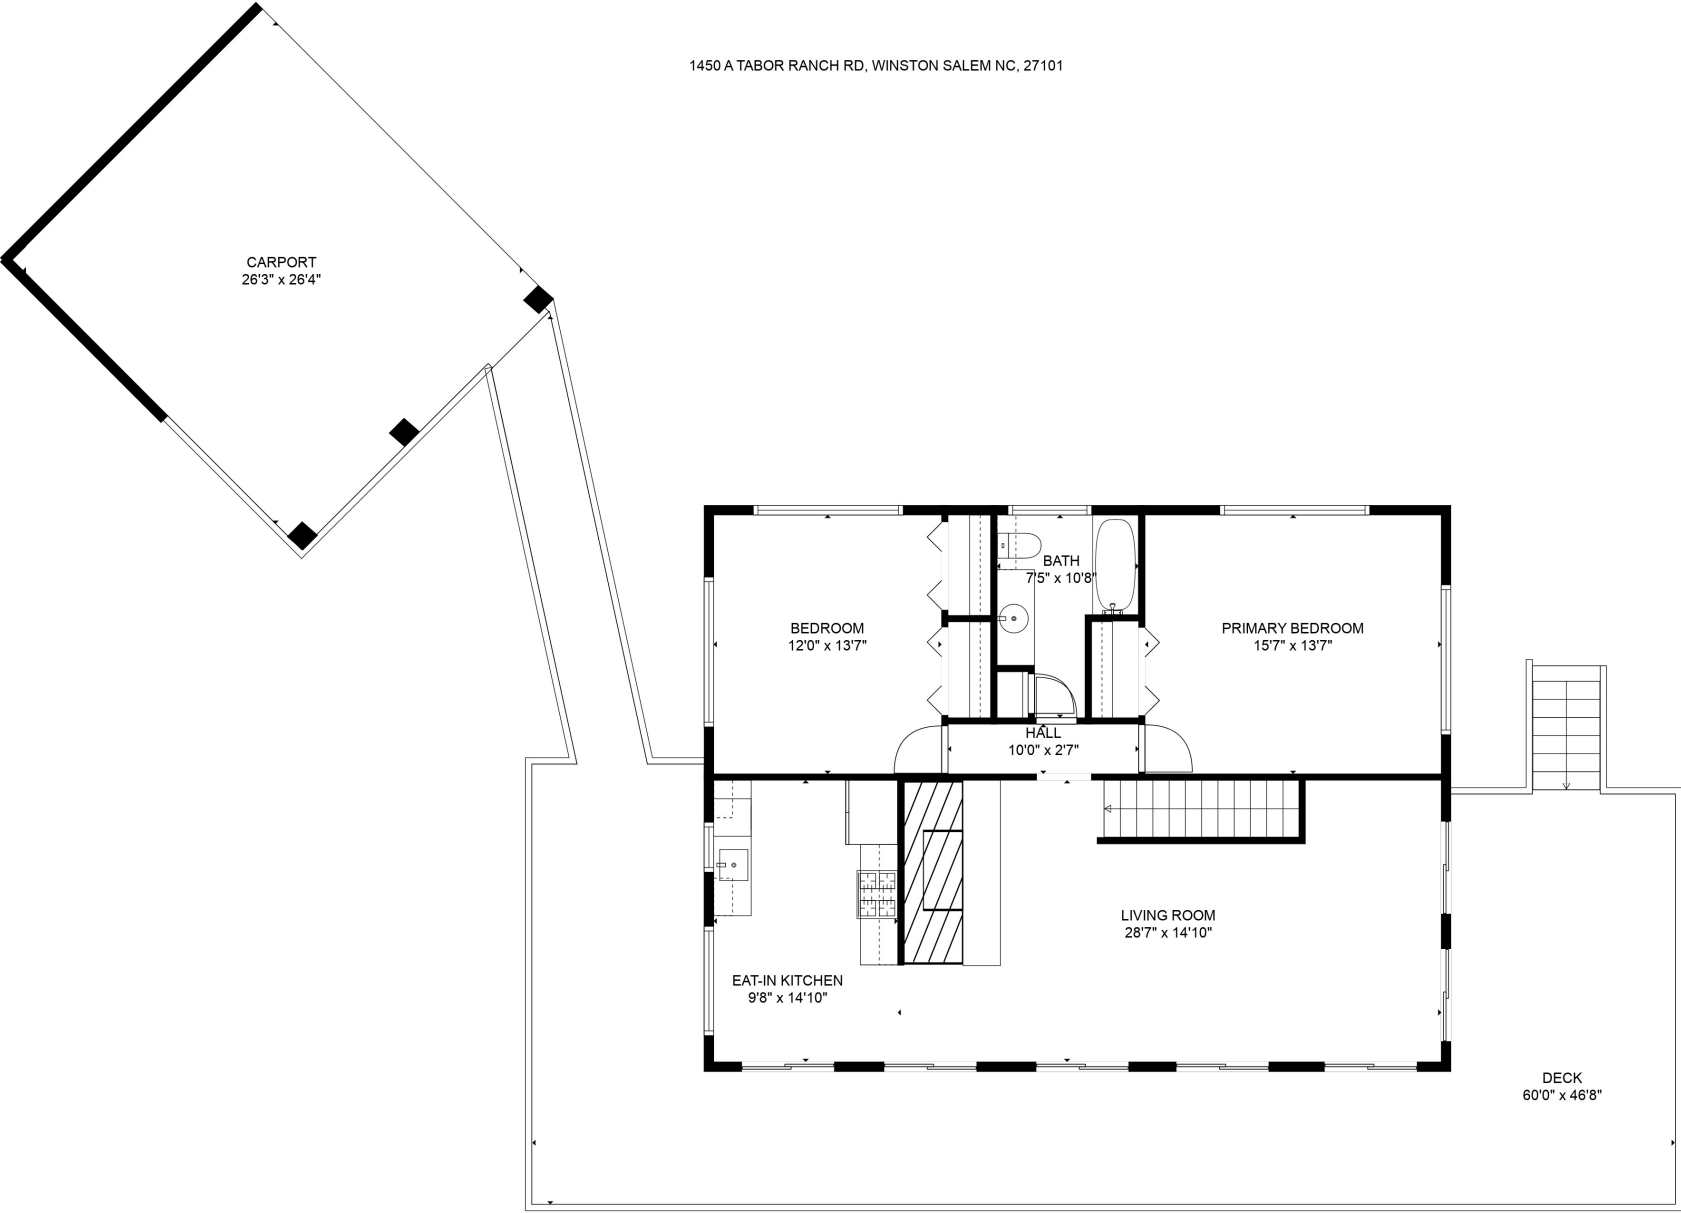 1450 A TABOR RANCH RD, WINSTON SALEM NC, 27101
CARPORT
26'3" x 26'4"
BATH
7'5" x 10'8"
BEDROOM
12'0" x 13'7"
PRIMARY BEDROOM
15'7" x 13'7"
HALL
10'0" x 2'7"
LIVING ROOM
28'7" x 14'10"
EAT-IN KITCHEN
9'8" x 14'10"
DECK
60'0" x 46'8"